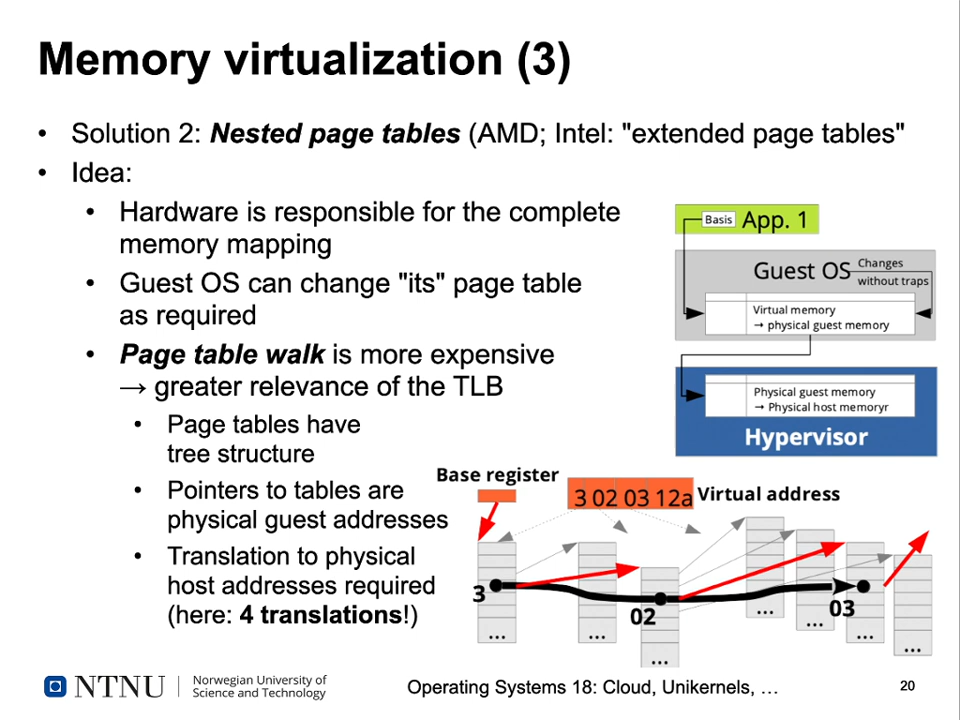 Memory virtualization (3)
• Solution 2: Nested page tables (AMD; Intel: "extended page tables"
• Idea:
• Hardware is responsible for the complete
memory mapping
• Guest OS can change "its" page table
as required
• Page table walk is more expensive
→ greater relevance of the TLB
• Page tables have
tree structure
• Pointers to tables are
physical guest addresses
• Translation to physical
host addresses required
(here: 4 translations!)
Basis App. 1
Guest OS
Changes
without traps
Virtual memory
→ physical guest memory
Physical guest memory
→ Physical host memoryr
Hypervisor
Base register
3 02 03 12a
Virtual address
3
02
03
...
...
...
...
...
...
...
NTNU
Norwegian University of
Science and Technology
Operating Systems 18: Cloud, Unikernels, …
20